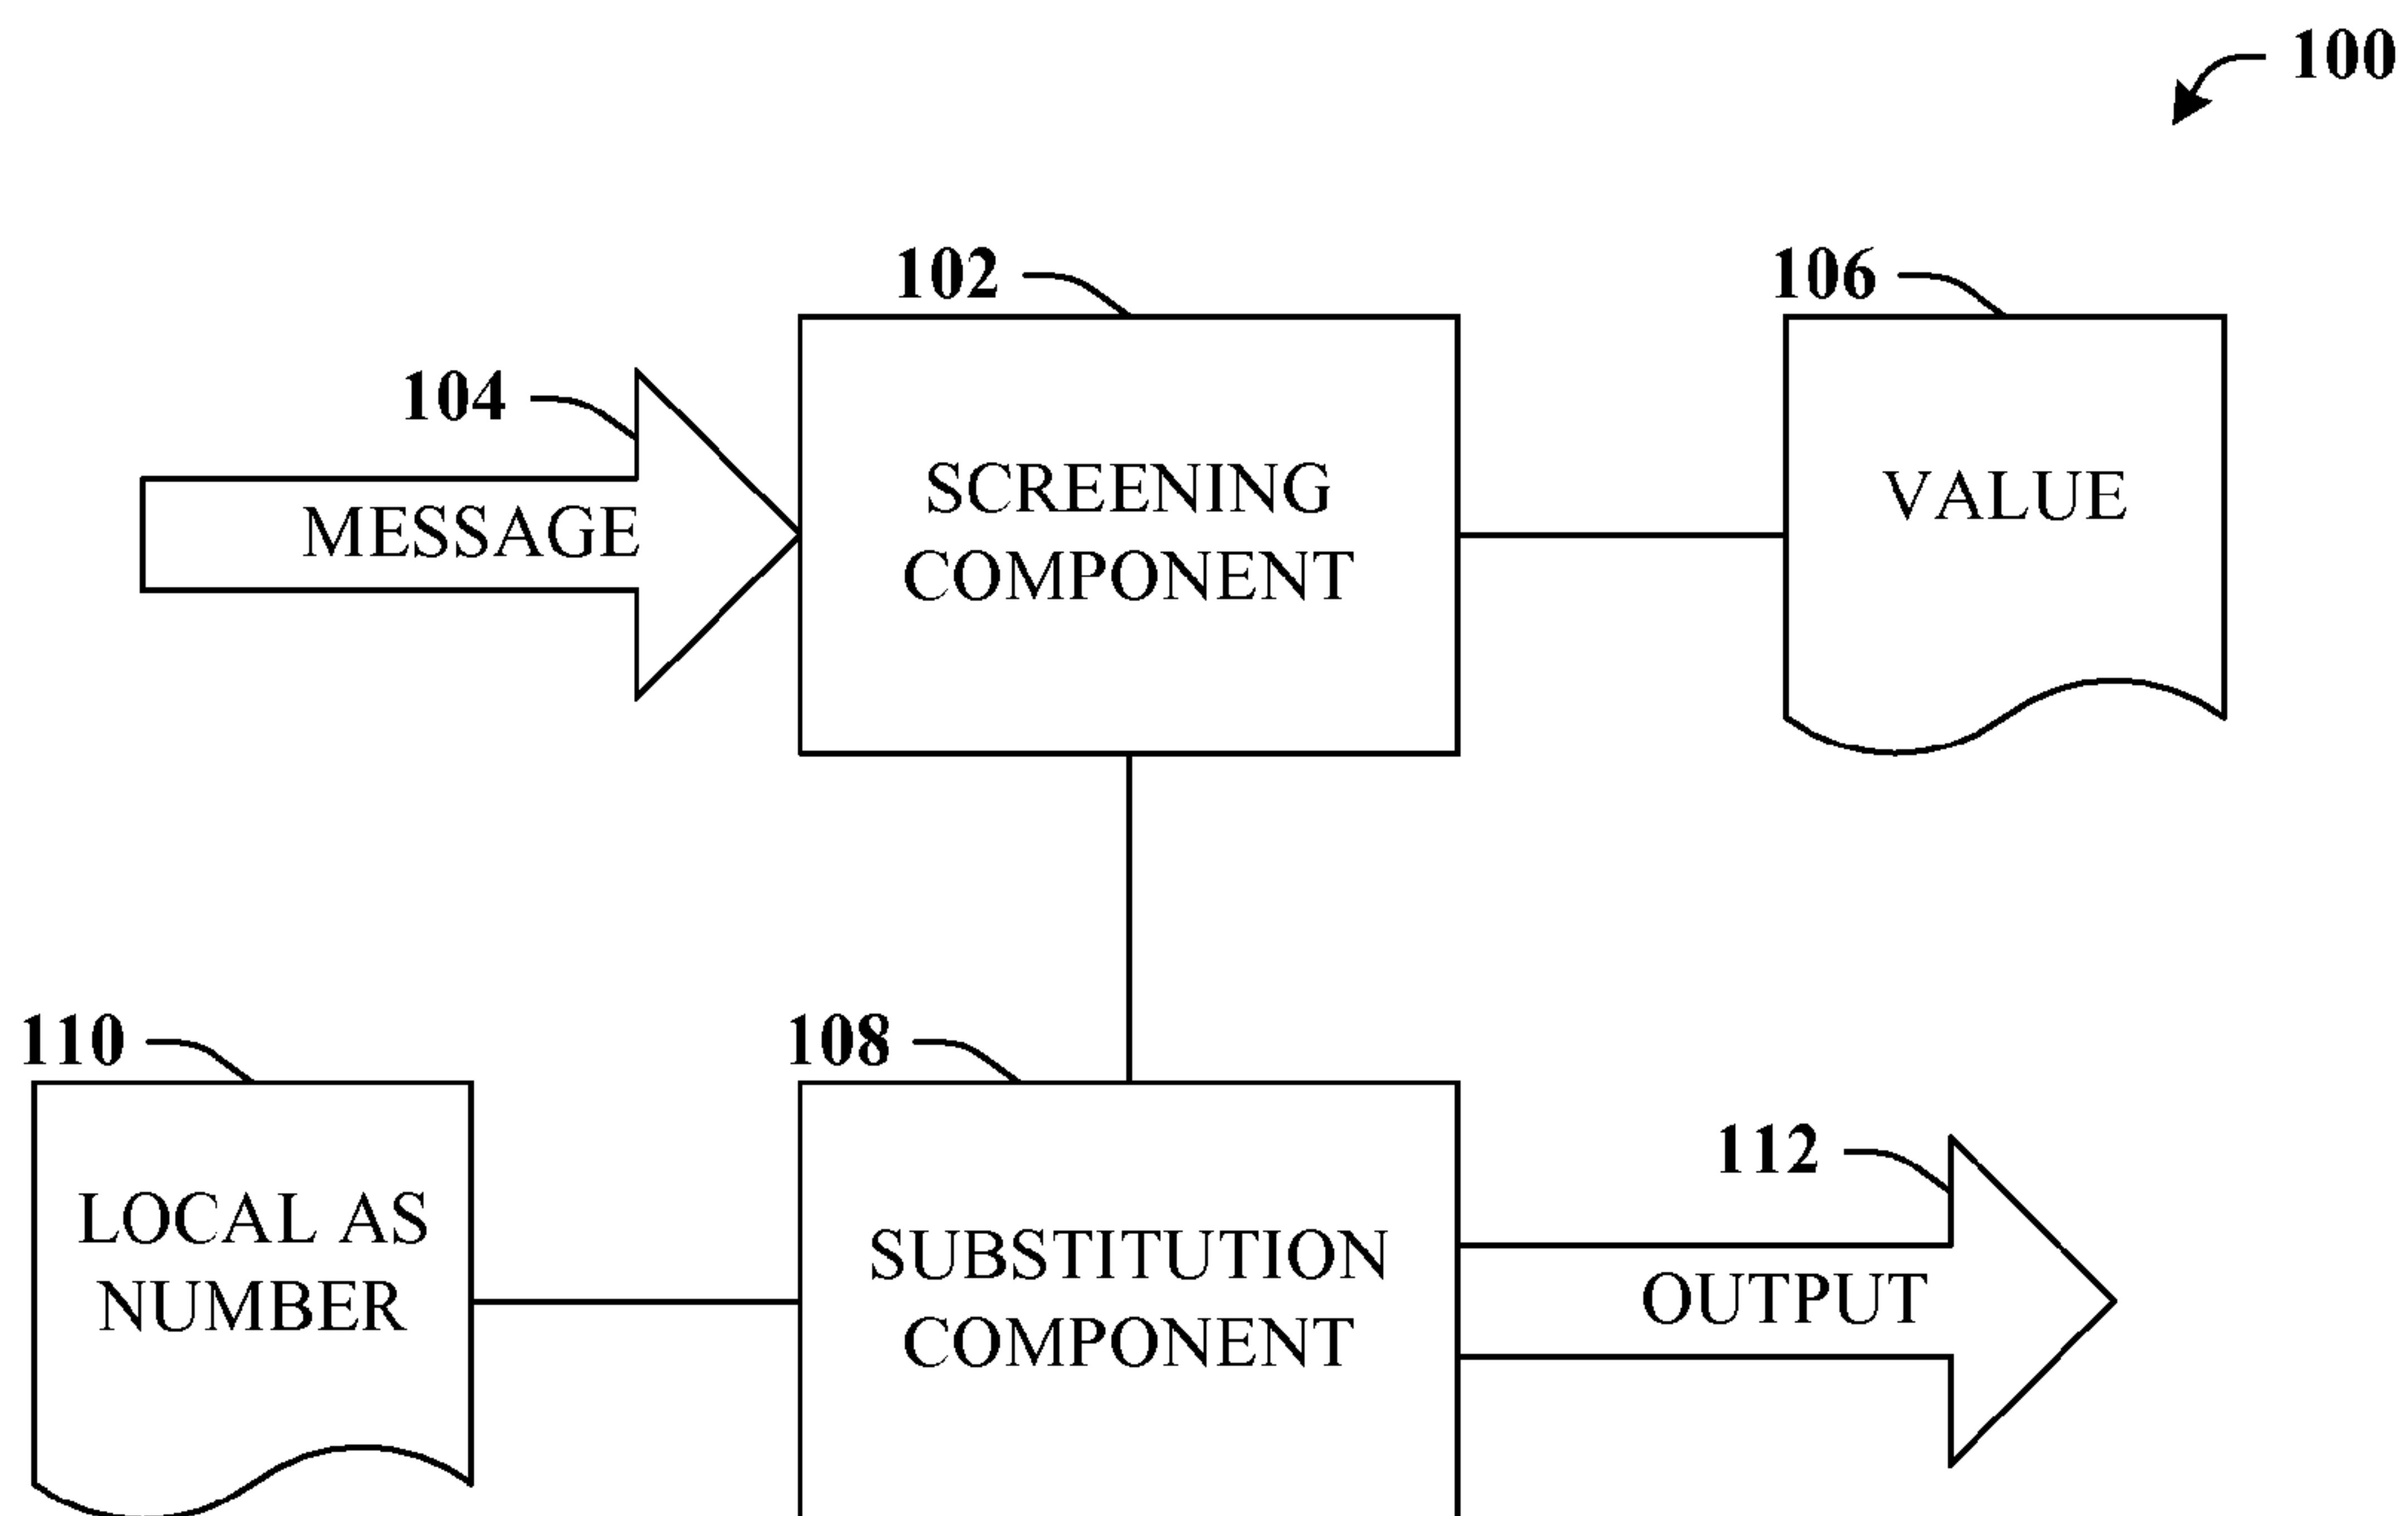 100
102
106
104
MESSAGE
SCREENING
COMPONENT
VALUE
110
108
112
LOCAL AS
NUMBER
SUBSTITUTION
COMPONENT
OUTPUT